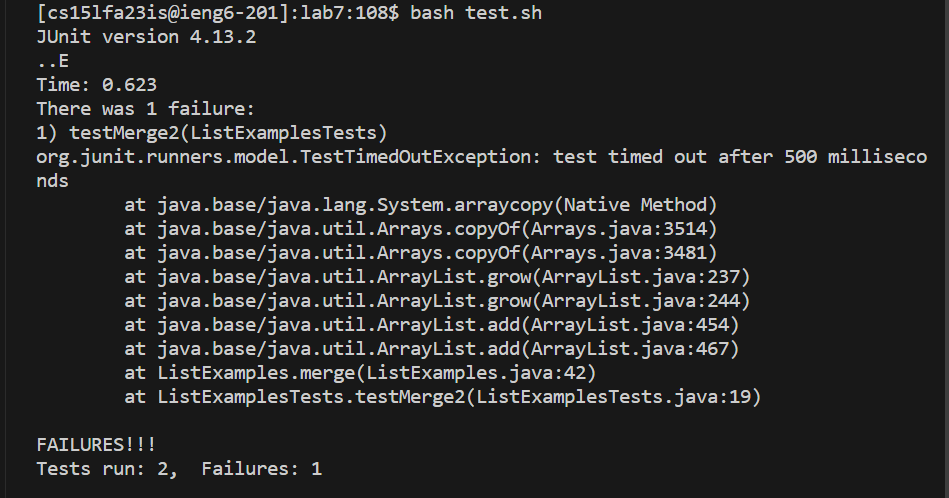 [cs15lfa23is@ieng6-201]:lab7:108$ bash test.sh
JUnit version 4.13.2
..E
Time: 0.623
There was 1 failure:
1) testMerge2(ListExamplesTests)
org.junit.runners.model.TestTimedOutException: test timed out after 500 milliseco
nds
        at java.base/java.lang.System.arraycopy(Native Method)
        at java.base/java.util.Arrays.copyOf(Arrays.java:3514)
        at java.base/java.util.Arrays.copyOf(Arrays.java:3481)
        at java.base/java.util.ArrayList.grow(ArrayList.java:237)
        at java.base/java.util.ArrayList.grow(ArrayList.java:244)
        at java.base/java.util.ArrayList.add(ArrayList.java:454)
        at java.base/java.util.ArrayList.add(ArrayList.java:467)
        at ListExamples.merge(ListExamples.java:42)
        at ListExamplesTests.testMerge2(ListExamplesTests.java:19)
FAILURES!!!
Tests run: 2,  Failures: 1